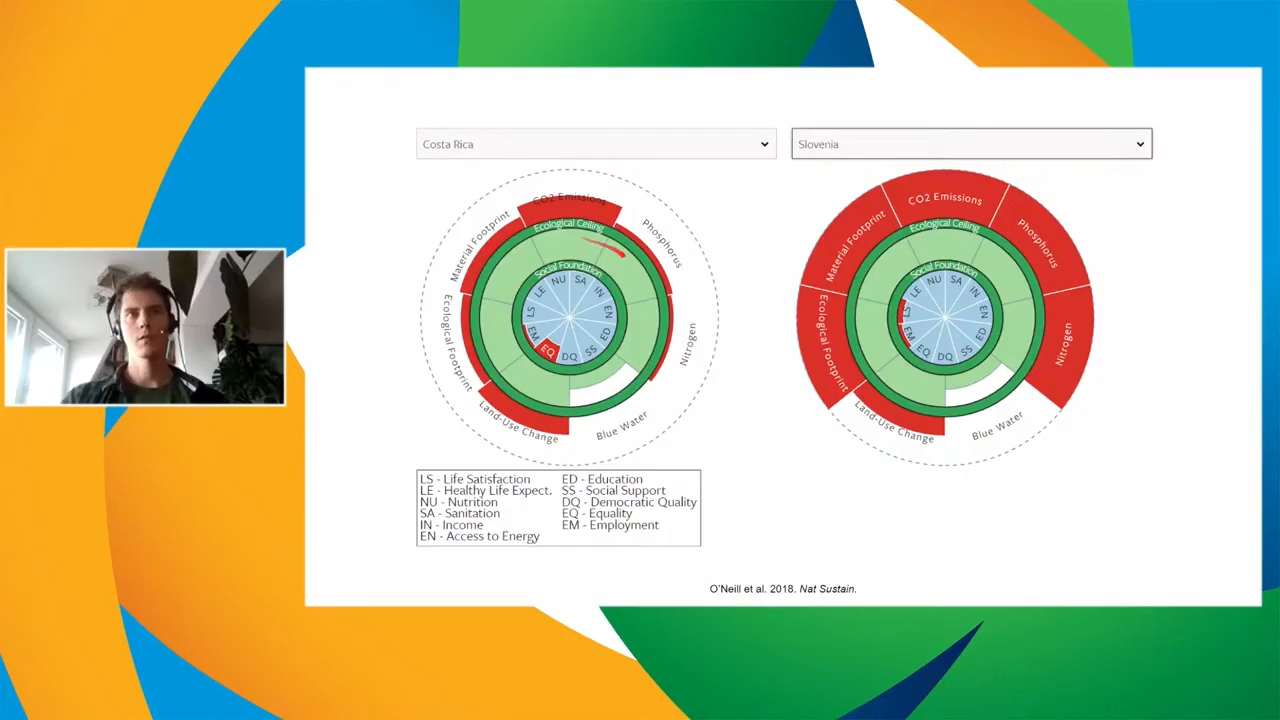 Costa Rica
Slovenia
CO2 Emissions
Phosphorus
Nitrogen
Blue Water
Land-Use Change
Ecological Footprint
Material Footprint
Ecological Ceiling
Social Foundation
NU
SA
IN
EN
ED
SS
DQ
EQ
EM
LS
LE
CO2 Emissions
Phosphorus
Nitrogen
Blue Water
Land-Use Change
Ecological Footprint
Material Footprint
Ecological Ceiling
Social Foundation
NU
SA
IN
EN
ED
SS
DQ
EQ
EM
LS
LE
LS - Life Satisfaction
LE - Healthy Life Expect.
NU - Nutrition
SA - Sanitation
IN - Income
EN - Access to Energy
ED - Education
SS - Social Support
DQ - Democratic Quality
EQ - Equality
EM - Employment
O'Neill et al. 2018. Nat Sustain.